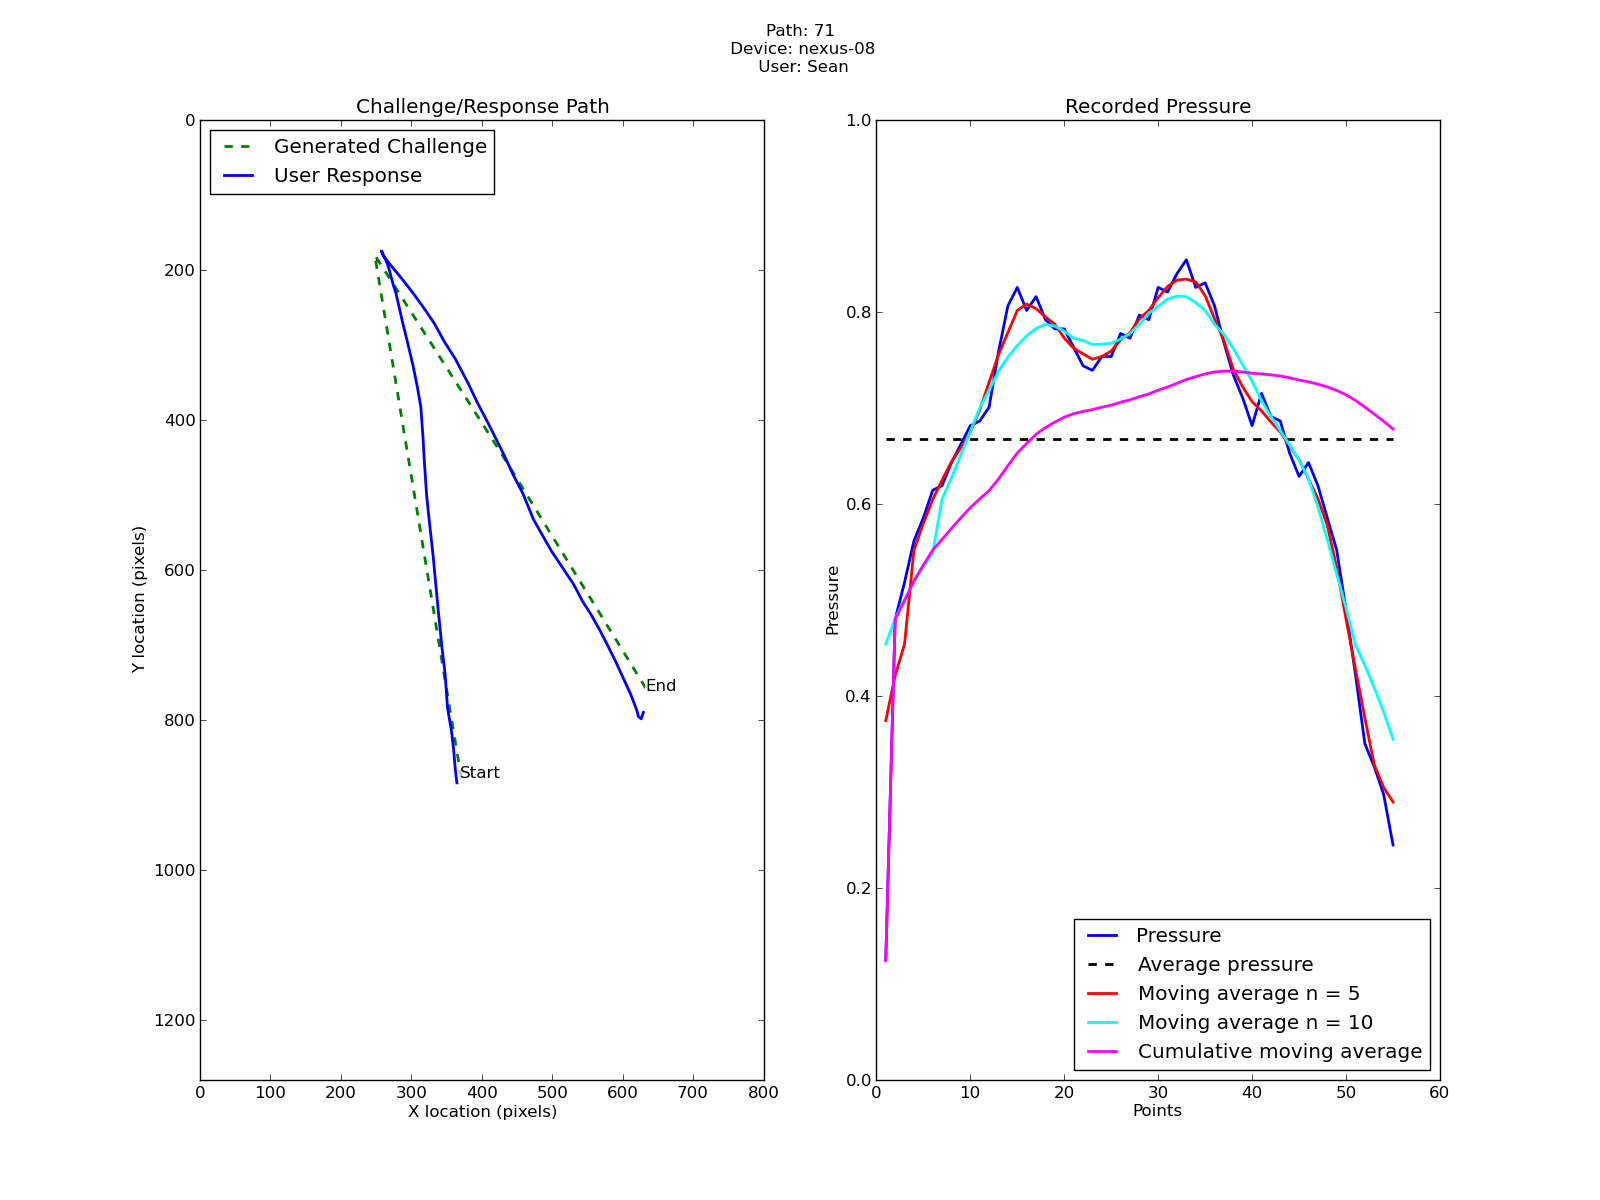 Path: 71
Device: nexus-08
User: Sean
Challenge/Response Path
Generated Challenge
User Response
0
200
400
600
800
1000
1200
Y location (pixels)
End
Start
0 100 200 300 400 500 600 700 800
X location (pixels)
Recorded Pressure
1.0
0.8
0.6
0.4
0.2
0.0
Pressure
Pressure
Average pressure
Moving average n = 5
Moving average n = 10
Cumulative moving average
0 10 20 30 40 50 60
Points